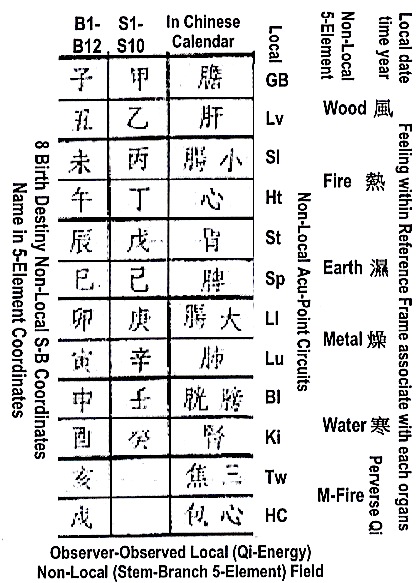 B1-B12
S1-S10
In Chinese Calendar
Local
Non-Local 5-Element
Local date time year
子 甲 膽 GB
丑 乙 肝 Lv
Wood 風
未 丙 腸 小 SI
午 丁 心 Ht
Fire 熱
辰 戊 胃 St
巳 己 脾 Sp
Earth 濕
卯 庚 腸 大 LI
寅 辛 肺 Lu
Metal 燥
申 壬 胱 膀 Bl
酉 癸 腎 Ki
Water 寒
亥 焦 三 Tw
戌 包 心 HC
M-Fire
Perverse Qi
8 Birth Destiny Non-Local S-B Coordinates
Name in 5-Element Coordinates
Non-Local Acu-Point Circuits
Feeling within Reference Frame associate with each organs
Observer-Observed Local (Qi-Energy)
Non-Local (Stem-Branch 5-Element) Field